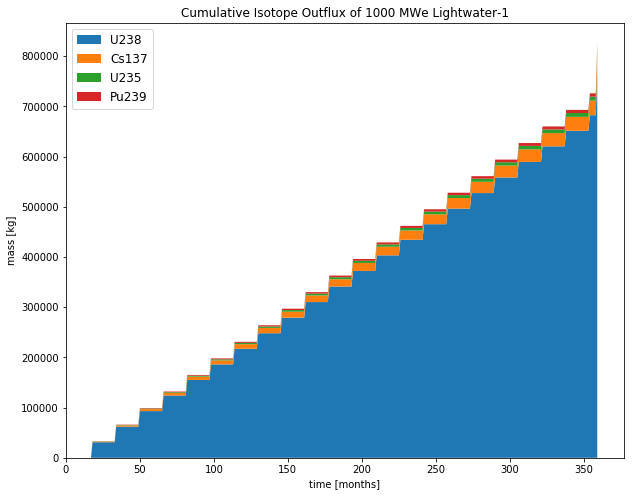 Cumulative Isotope Outflux of 1000 MWe Lightwater-1
U238
Cs137
U235
Pu239
mass [kg]
800000
700000
600000
500000
400000
300000
200000
100000
0
0 50 100 150 200 250 300 350
time [months]